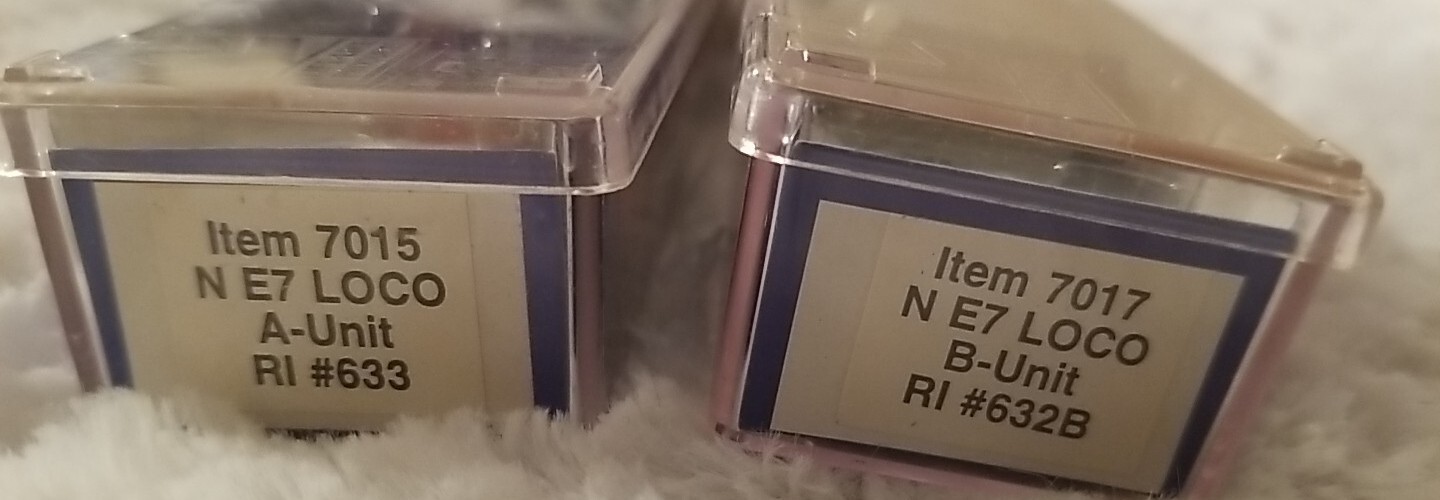 Item 7015
N E7 LOCO
A-Unit
RI #633
Item 7017
N E7 LOCO
B-Unit
RI #632B